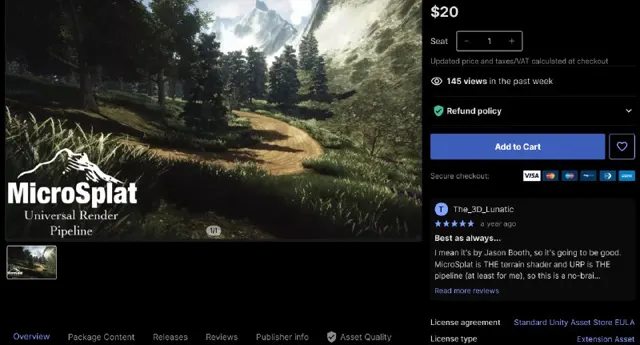 $20
Seat
- 1 +
Updated price and taxes/VAT calculated at checkout
145 views in the past week
Refund policy
Add to Cart
Secure checkout:
VISA
MicroSplat
Universal Render
Pipeline
1/1
T The_3D_Lunatic
a year ago
Best as always...
I mean it's by Jason Booth, so it's going to be good.
MicroSplat is THE terrain shader and URP is THE
pipeline (at least for me), so this is a no-brai...
Read more reviews
License agreement Standard Unity Asset Store EULA
License type Extension Asset
Overview Package Content Releases Reviews Publisher info Asset Quality